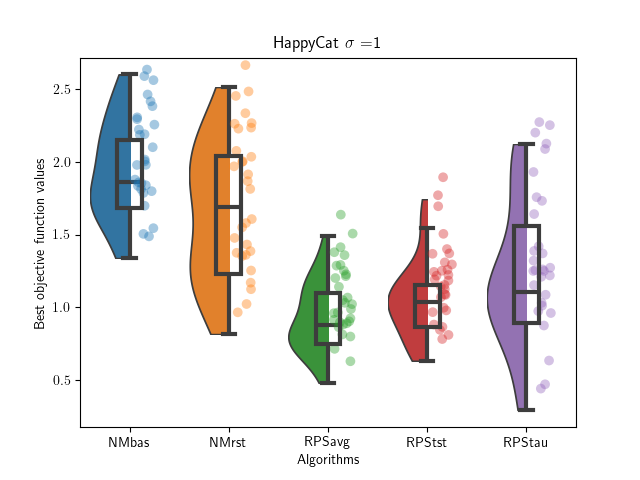 HappyCat σ =1
Best objective function values
2.5
2.0
1.5
1.0
0.5
NMbas NMrst RPSavg RPStst RPStau
Algorithms